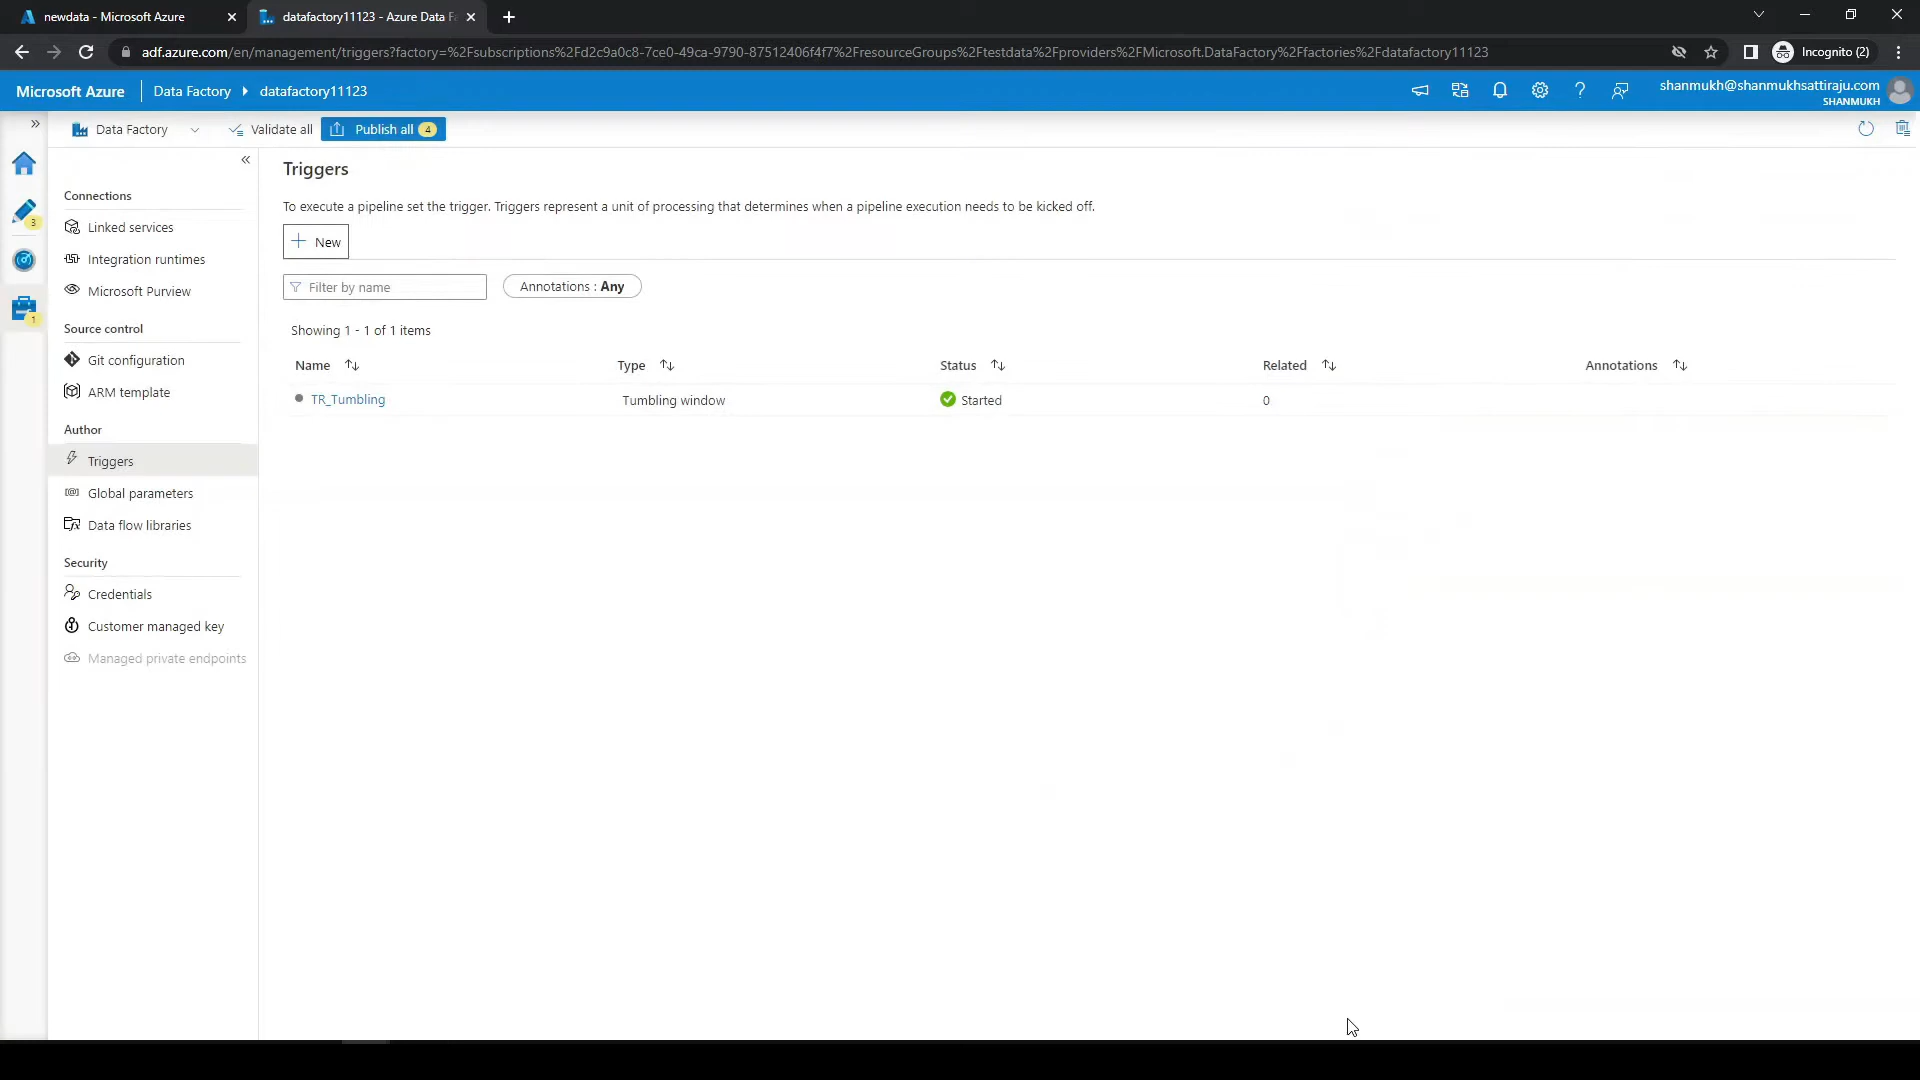 newdata - Microsoft Azure
datafactory11123 - Azure Data F
adf.azure.com/en/management/triggers?factory=%2Fsubscriptions%2Fd2c9a0c8-7ce0-49ca-9790-87512406f4f7%2FresourceGroups%2Ftestdata%2Fproviders%2FMicrosoft.DataFactory%2Ffactories%2Fdatafactory11123
Incognito (2)
Microsoft Azure
Data Factory
datafactory11123
shanmukh@shanmukhsattiraju.com
SHANMUKH
Data Factory
Validate all
Publish all 4
3
1
Connections
Linked services
Integration runtimes
Microsoft Purview
Source control
Git configuration
ARM template
Author
Triggers
Global parameters
Data flow libraries
Security
Credentials
Customer managed key
Managed private endpoints
Triggers
To execute a pipeline set the trigger. Triggers represent a unit of processing that determines when a pipeline execution needs to be kicked off.
New
Filter by name
Annotations : Any
Showing 1 - 1 of 1 items
Name Type Status Related Annotations
TR_Tumbling Tumbling window Started 0